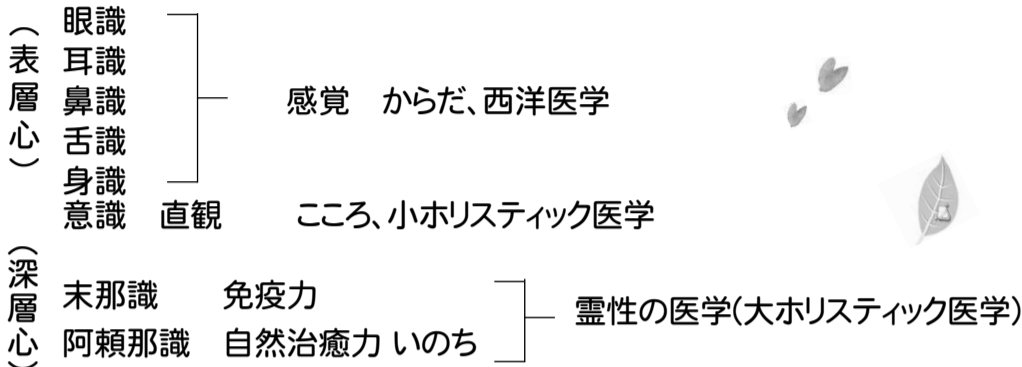 (表層心)
眼識
耳識
鼻識
舌識
身識
感覚 からだ、西洋医学
意識 直観 こころ、小ホリスティック医学
(深層心)
末那識 免疫力
阿頼那識 自然治癒力 いのち
霊性の医学(大ホリスティック医学)